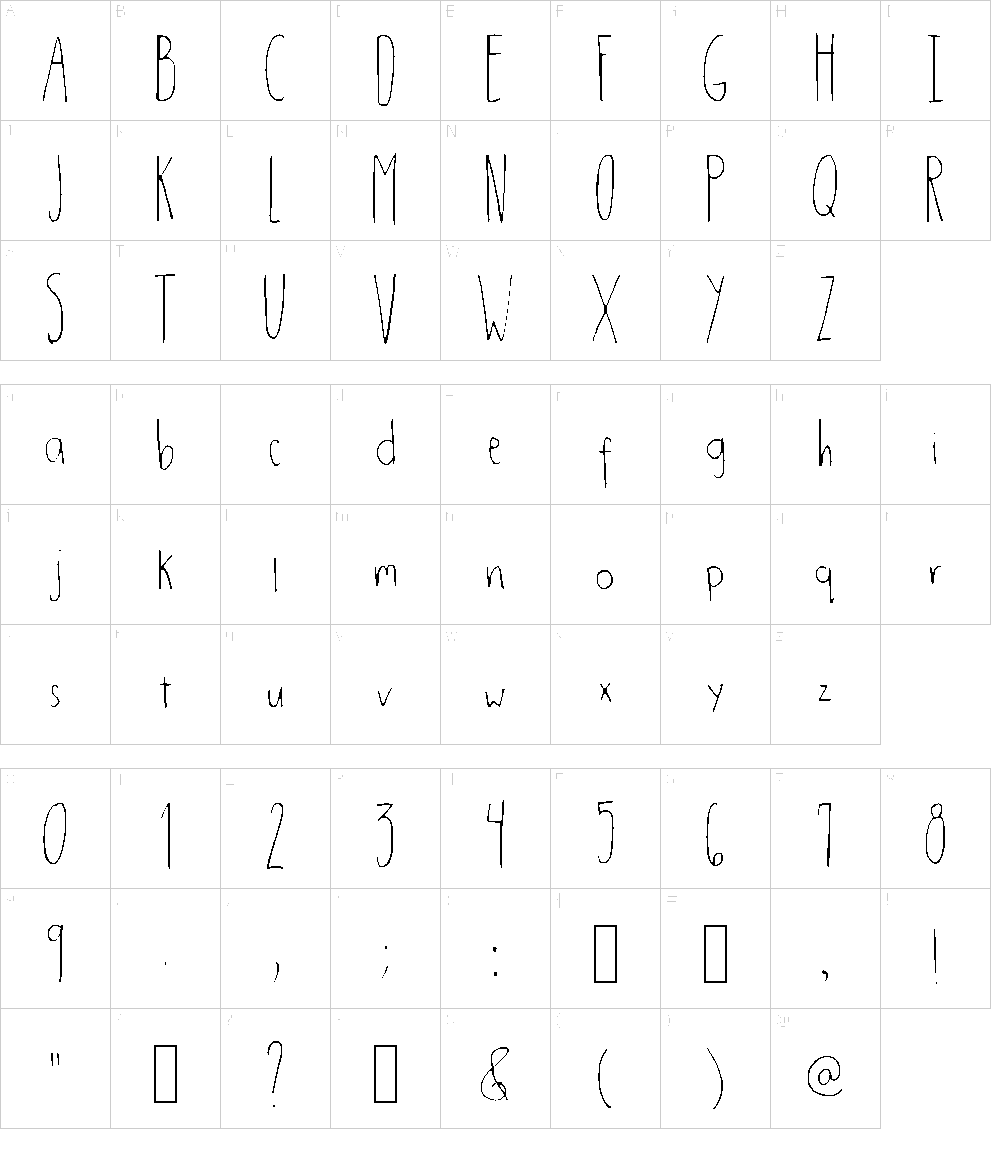 A B C D E F G H I
J K L M N O P Q R
S T U V W X Y Z
a b c d e f g h i
j k l m n o p q r
s t u v w x y z
0 1 2 3 4 5 6 7 8
9 . , ; : , !
" ? & ( ) @